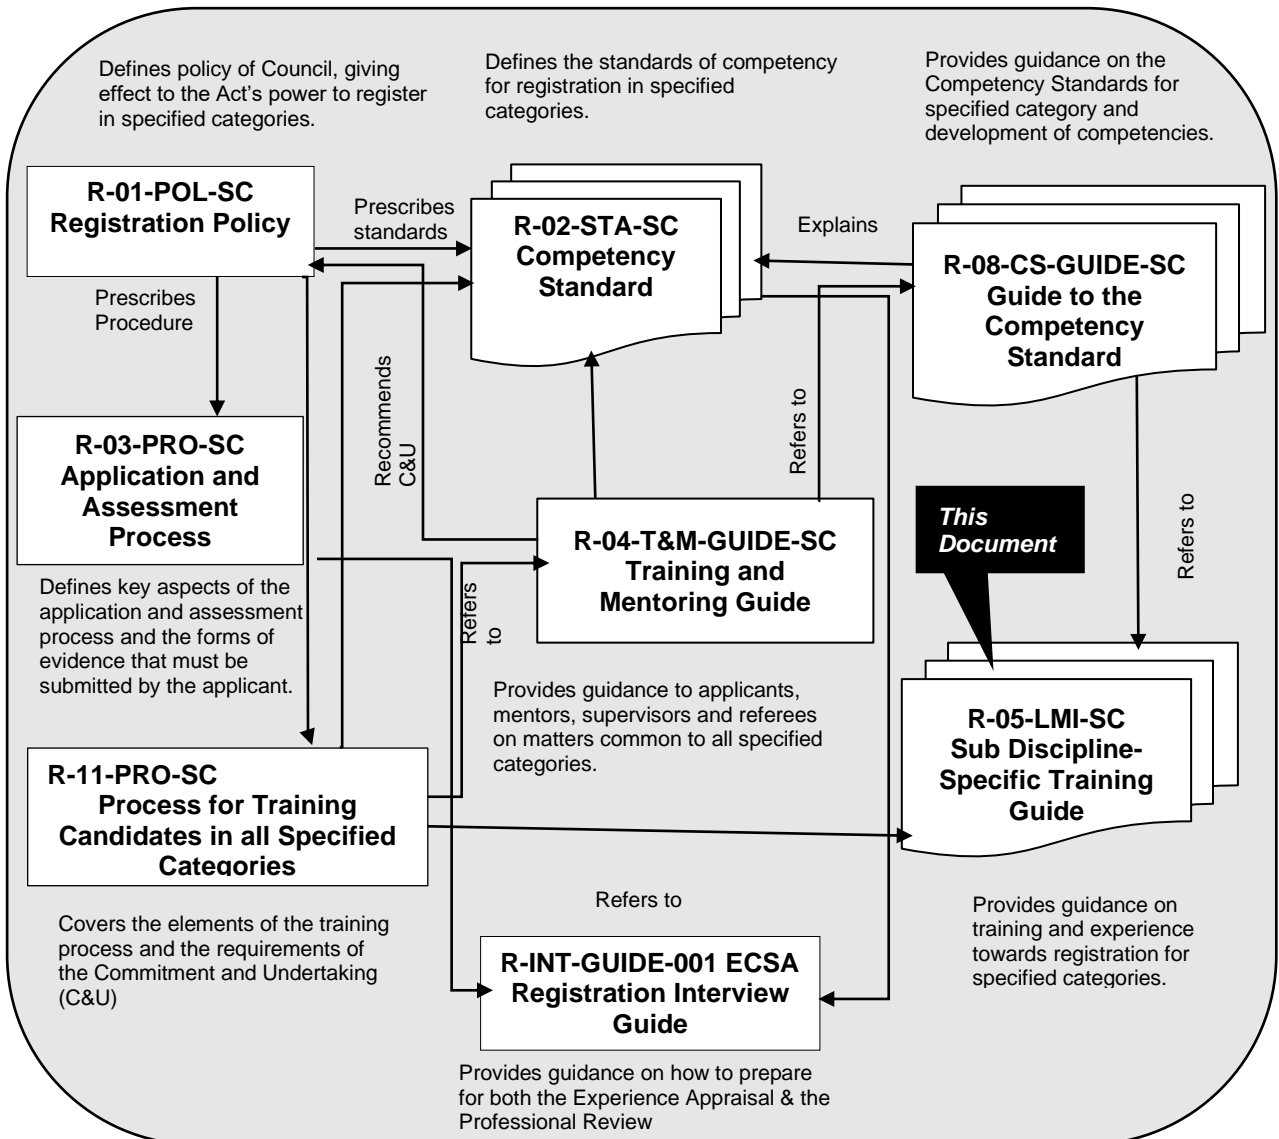 Defines policy of Council, giving
effect to the Act's power to register
in specified categories.
Defines the standards of competency
for registration in specified
categories.
Provides guidance on the
Competency Standards for
specified category and
development of competencies.
R-01-POL-SC
Registration Policy
Prescribes
standards
R-02-STA-SC
Competency
Standard
Explains
R-08-CS-GUIDE-SC
Guide to the
Competency
Standard
Prescribes
Procedure
Recommends
C&U
Refers to
R-03-PRO-SC
Application and
Assessment
Process
This
Document
Refers to
R-04-T&M-GUIDE-SC
Training and
Mentoring Guide
Defines key aspects of the
application and assessment
process and the forms of
evidence that must be
submitted by the applicant.
Refers
to
Provides guidance to applicants,
mentors, supervisors and referees
on matters common to all specified
categories.
R-05-LMI-SC
Sub Discipline-
Specific Training
Guide
R-11-PRO-SC
Process for Training
Candidates in all Specified
Categories
Refers to
Covers the elements of the training
process and the requirements of
the Commitment and Undertaking
(C&U)
Provides guidance on
training and experience
towards registration for
specified categories.
R-INT-GUIDE-001 ECSA
Registration Interview
Guide
Provides guidance on how to prepare
for both the Experience Appraisal & the
Professional Review